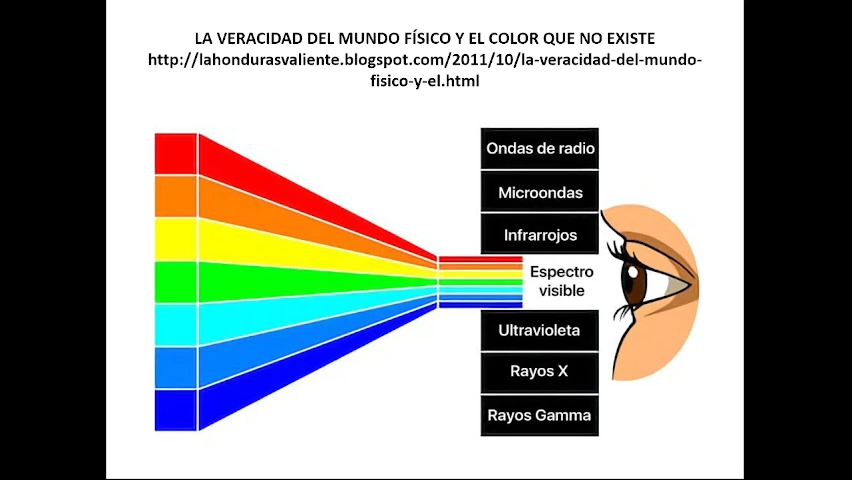 LA VERACIDAD DEL MUNDO FÍSICO Y EL COLOR QUE NO EXISTE
http://lahondurasvaliente.blogspot.com/2011/10/la-veracidad-del-mundo-
fisico-y-el.html
Ondas de radio
Microondas
Infrarrojos
Espectro
visible
Ultravioleta
Rayos X
Rayos Gamma